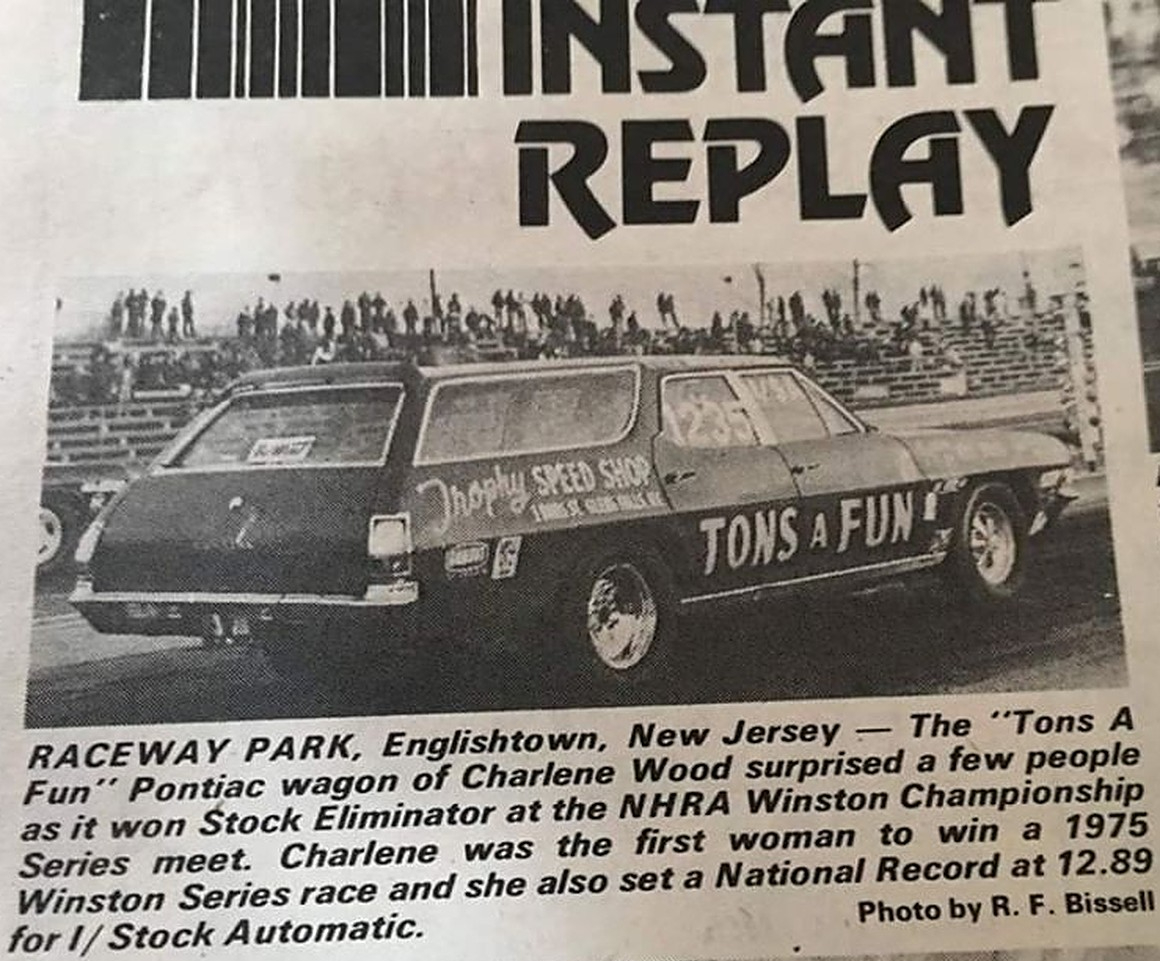 INSTANT
REPLAY
1235
Trophy SPEED SHOP
TONS A FUN
RACEWAY PARK, Englishtown, New Jersey — The "Tons A
Fun" Pontiac wagon of Charlene Wood surprised a few people
as it won Stock Eliminator at the NHRA Winston Championship
Series meet. Charlene was the first woman to win a 1975
Winston Series race and she also set a National Record at 12.89
for I/Stock Automatic.
Photo by R. F. Bissell